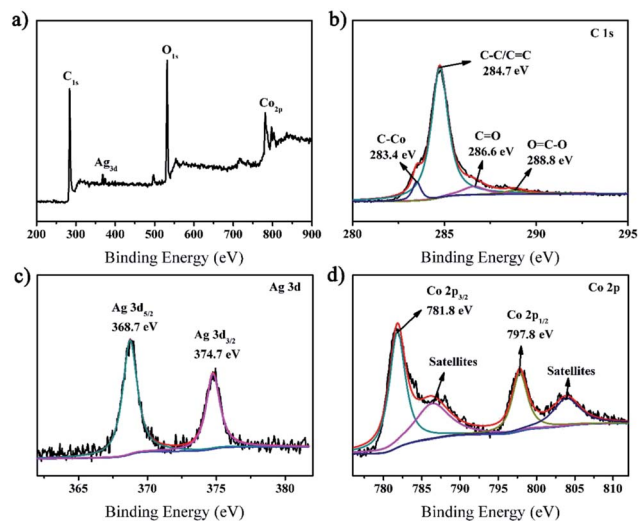 a)
C1s
O1s
Co2p
Ag3d
200 300 400 500 600 700 800 900
Binding Energy (eV)
b)
C 1s
C-C/C=C
284.7 eV
C-Co
283.4 eV
C=O
286.6 eV
O=C-O
288.8 eV
280 285 290 295
Binding Energy (eV)
c)
Ag 3d
Ag 3d5/2
368.7 eV
Ag 3d3/2
374.7 eV
365 370 375 380
Binding Energy (eV)
d)
Co 2p
Co 2p3/2
781.8 eV
Satellites
Co 2p1/2
797.8 eV
Satellites
780 785 790 795 800 805 810
Binding Energy (eV)